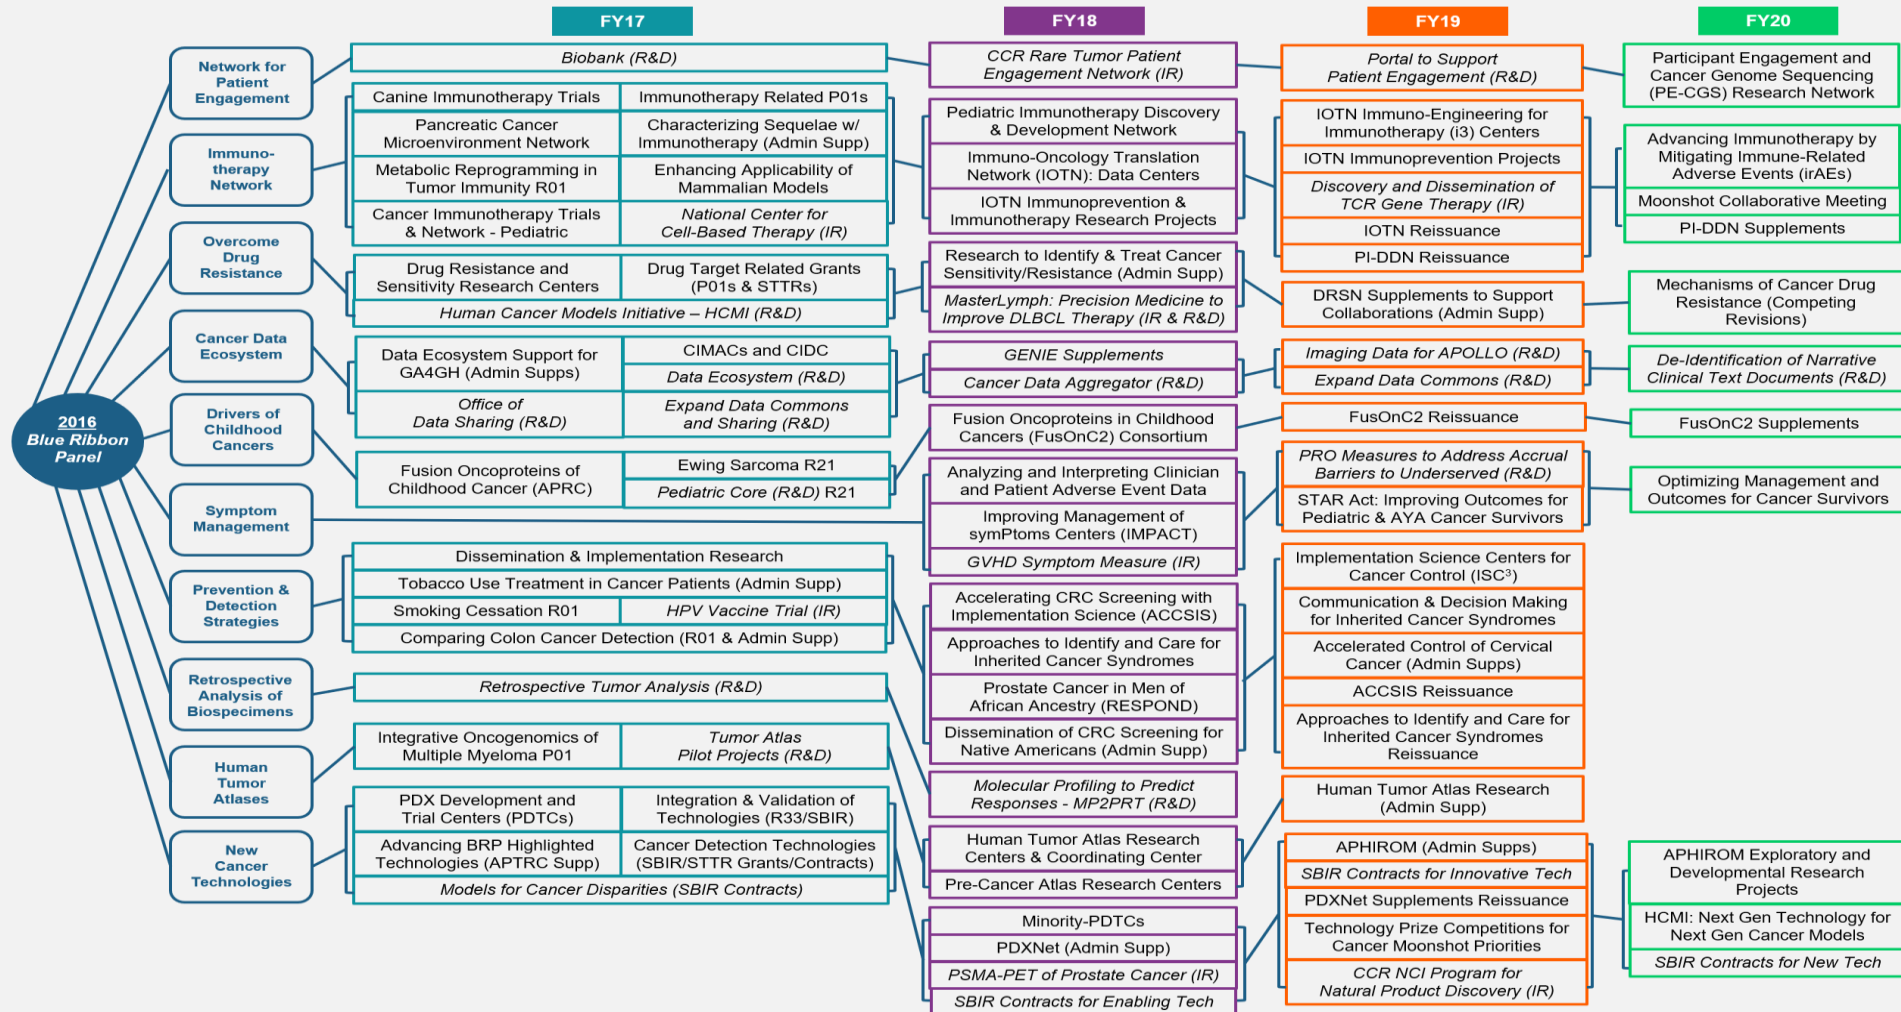 FY17
FY18
FY19
FY20
2016
Blue Ribbon
Panel
Network for
Patient
Engagement
Biobank (R&D)
CCR Rare Tumor Patient
Engagement Network (IR)
Portal to Support
Patient Engagement (R&D)
Participant Engagement and
Cancer Genome Sequencing
(PE-CGS) Research Network
Immuno-
therapy
Network
Canine Immunotherapy Trials
Immunotherapy Related P01s
Pancreatic Cancer
Microenvironment Network
Characterizing Sequelae w/
Immunotherapy (Admin Supp)
Metabolic Reprogramming in
Tumor Immunity R01
Enhancing Applicability of
Mammalian Models
Cancer Immunotherapy Trials
& Network - Pediatric
National Center for
Cell-Based Therapy (IR)
Pediatric Immunotherapy Discovery
& Development Network
Immuno-Oncology Translation
Network (IOTN): Data Centers
IOTN Immunoprevention &
Immunotherapy Research Projects
IOTN Immuno-Engineering for
Immunotherapy (i3) Centers
IOTN Immunoprevention Projects
Discovery and Dissemination of
TCR Gene Therapy (IR)
IOTN Reissuance
PI-DDN Reissuance
Advancing Immunotherapy by
Mitigating Immune-Related
Adverse Events (irAEs)
Moonshot Collaborative Meeting
PI-DDN Supplements
Overcome
Drug
Resistance
Drug Resistance and
Sensitivity Research Centers
Drug Target Related Grants
(P01s & STTRs)
Human Cancer Models Initiative – HCMI (R&D)
Research to Identify & Treat Cancer
Sensitivity/Resistance (Admin Supp)
MasterLymph: Precision Medicine to
Improve DLBCL Therapy (IR & R&D)
DRSN Supplements to Support
Collaborations (Admin Supp)
Mechanisms of Cancer Drug
Resistance (Competing
Revisions)
Cancer Data
Ecosystem
Data Ecosystem Support for
GA4GH (Admin Supps)
CIMACs and CIDC
Data Ecosystem (R&D)
Office of
Data Sharing (R&D)
Expand Data Commons
and Sharing (R&D)
GENIE Supplements
Cancer Data Aggregator (R&D)
Imaging Data for APOLLO (R&D)
Expand Data Commons (R&D)
De-Identification of Narrative
Clinical Text Documents (R&D)
Drivers of
Childhood
Cancers
Fusion Oncoproteins of
Childhood Cancer (APRC)
Ewing Sarcoma R21
Pediatric Core (R&D) R21
Fusion Oncoproteins in Childhood
Cancers (FusOnC2) Consortium
FusOnC2 Reissuance
FusOnC2 Supplements
Symptom
Management
Analyzing and Interpreting Clinician
and Patient Adverse Event Data
Improving Management of
symPtoms Centers (IMPACT)
GVHD Symptom Measure (IR)
PRO Measures to Address Accrual
Barriers to Underserved (R&D)
STAR Act: Improving Outcomes for
Pediatric & AYA Cancer Survivors
Optimizing Management and
Outcomes for Cancer Survivors
Prevention &
Detection
Strategies
Dissemination & Implementation Research
Tobacco Use Treatment in Cancer Patients (Admin Supp)
Smoking Cessation R01
HPV Vaccine Trial (IR)
Comparing Colon Cancer Detection (R01 & Admin Supp)
Accelerating CRC Screening with
Implementation Science (ACCSIS)
Approaches to Identify and Care for
Inherited Cancer Syndromes
Prostate Cancer in Men of
African Ancestry (RESPOND)
Dissemination of CRC Screening for
Native Americans (Admin Supp)
Implementation Science Centers for
Cancer Control (ISC³)
Communication & Decision Making
for Inherited Cancer Syndromes
Accelerated Control of Cervical
Cancer (Admin Supps)
ACCSIS Reissuance
Approaches to Identify and Care for
Inherited Cancer Syndromes
Reissuance
Retrospective
Analysis of
Biospecimens
Retrospective Tumor Analysis (R&D)
Molecular Profiling to Predict
Responses - MP2PRT (R&D)
Human
Tumor
Atlases
Integrative Oncogenomics of
Multiple Myeloma P01
Tumor Atlas
Pilot Projects (R&D)
Human Tumor Atlas Research
Centers & Coordinating Center
Pre-Cancer Atlas Research Centers
Human Tumor Atlas Research
(Admin Supp)
New
Cancer
Technologies
PDX Development and
Trial Centers (PDTCs)
Integration & Validation of
Technologies (R33/SBIR)
Advancing BRP Highlighted
Technologies (APTRC Supp)
Cancer Detection Technologies
(SBIR/STTR Grants/Contracts)
Models for Cancer Disparities (SBIR Contracts)
Minority-PDTCs
PDXNet (Admin Supp)
PSMA-PET of Prostate Cancer (IR)
SBIR Contracts for Enabling Tech
APHIROM (Admin Supps)
SBIR Contracts for Innovative Tech
PDXNet Supplements Reissuance
Technology Prize Competitions for
Cancer Moonshot Priorities
CCR NCI Program for
Natural Product Discovery (IR)
APHIROM Exploratory and
Developmental Research
Projects
HCMI: Next Gen Technology for
Next Gen Cancer Models
SBIR Contracts for New Tech